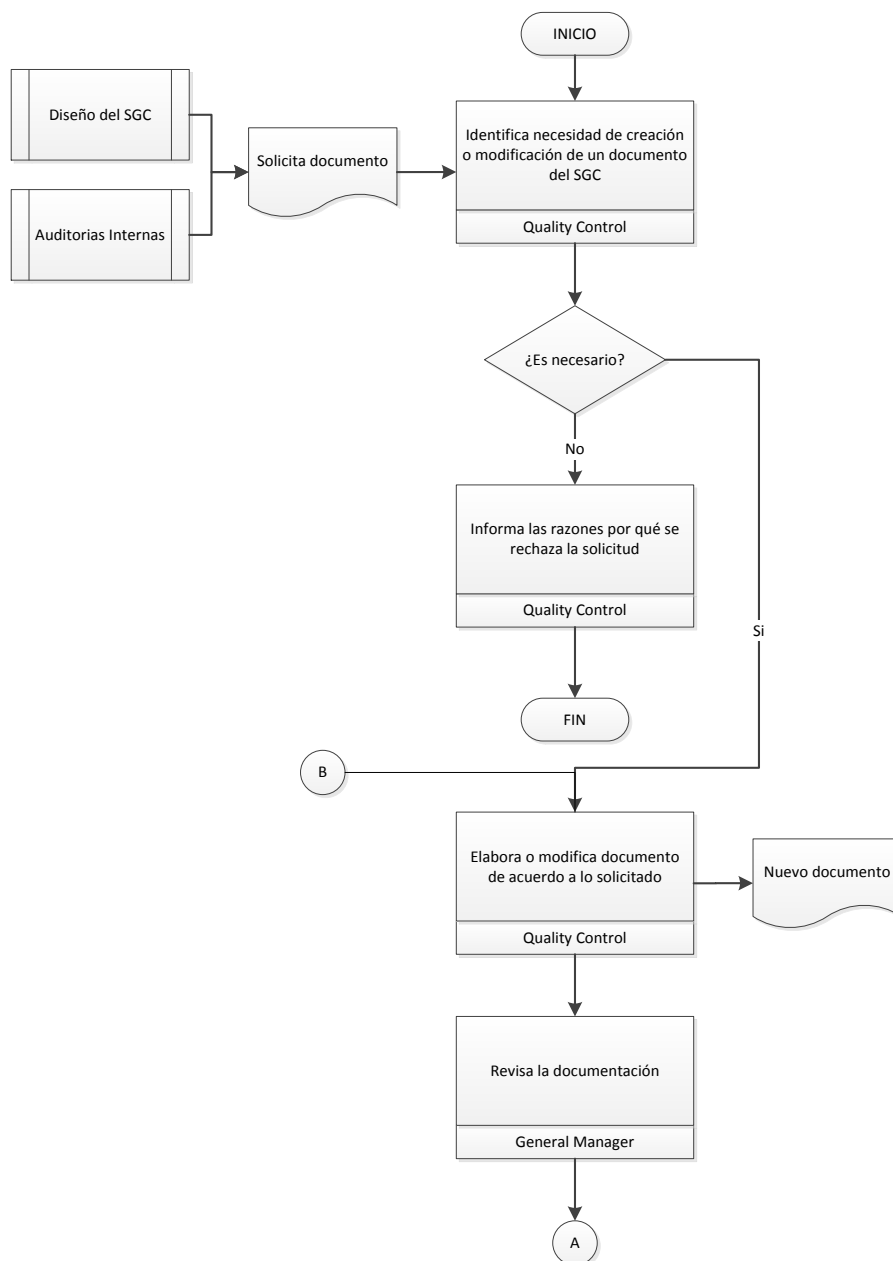 INICIO
Diseño del SGC
Auditorias Internas
Solicita documento
Identifica necesidad de creación
o modificación de un documento
del SGC
Quality Control
¿Es necesario?
No
Informa las razones por qué se
rechaza la solicitud
Quality Control
Si
FIN
B
Elabora o modifica documento
de acuerdo a lo solicitado
Quality Control
Nuevo documento
Revisa la documentación
General Manager
A